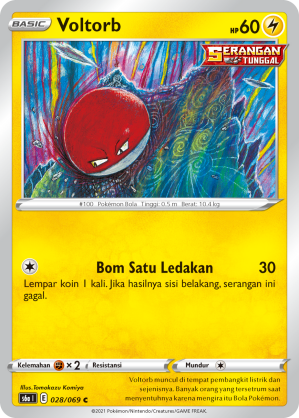 BASIC Voltorb HP60
SERANGAN
TUNGGAL
#100 Pokémon Bola Tinggi: 0.5 m Berat: 10.4 kg
Bom Satu Ledakan 30
Lempar koin 1 kali. Jika hasilnya sisi belakang, serangan ini
gagal.
Kelemahan ×2 Resistansi Mundur
Illus. Tomokazu Komiya
s6a I E 028/069 C
Voltorb muncul di tempat pembangkit listrik dan
sejenisnya. Banyak orang yang tersetrum saat
menyentuhnya karena mengira itu Bola Pokémon.
©2021 Pokémon/Nintendo/Creatures/GAME FREAK.